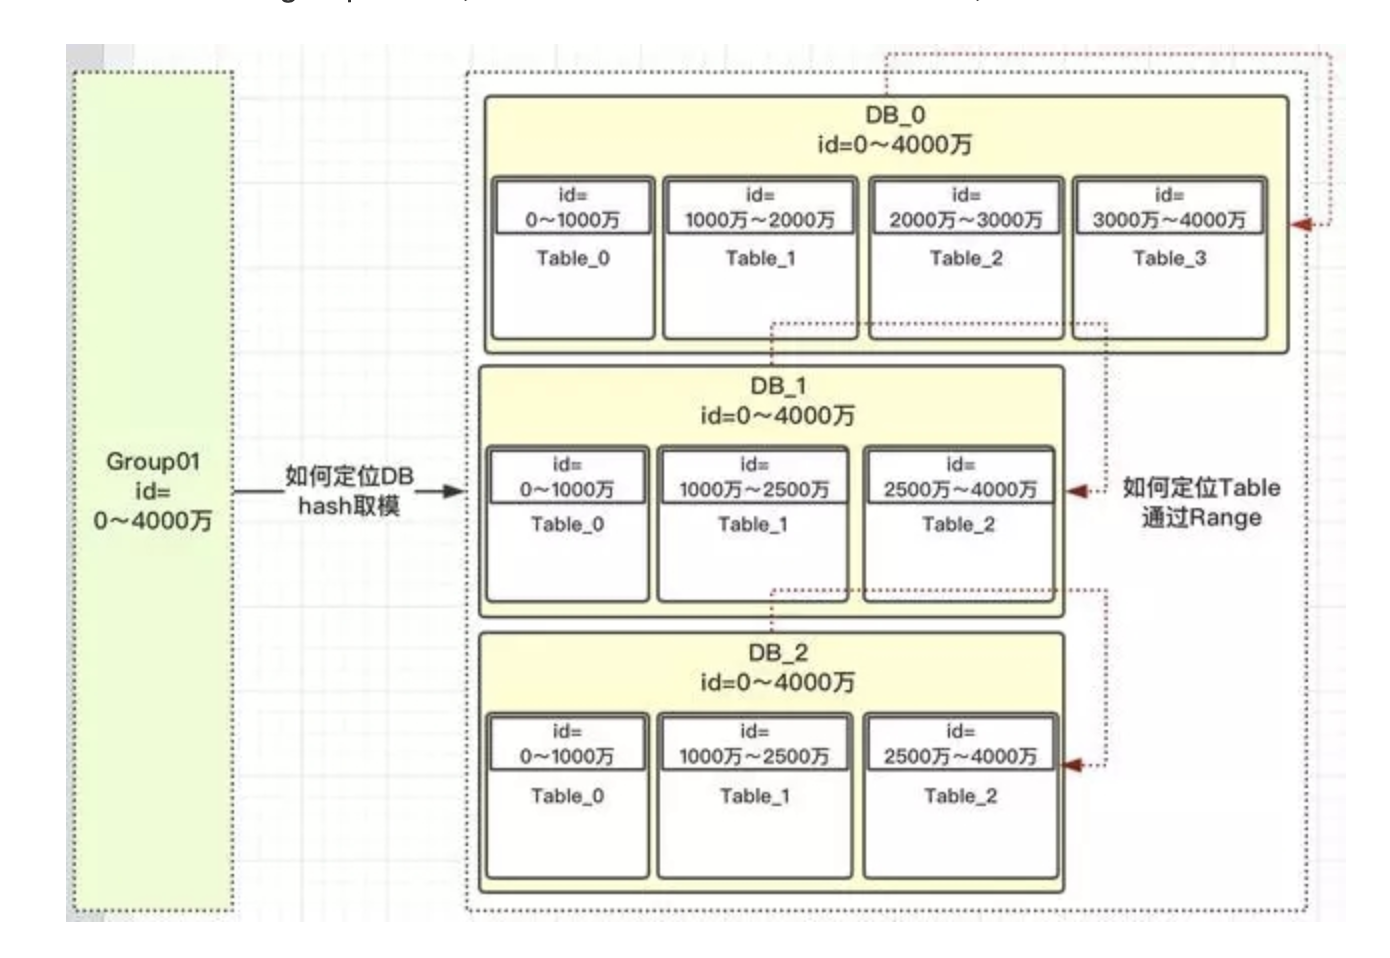 Group01
id=
0～4000万
如何定位DB
hash取模
DB_0
id=0～4000万
id=
0～1000万
Table_0
id=
1000万～2000万
Table_1
id=
2000万～3000万
Table_2
id=
3000万～4000万
Table_3
DB_1
id=0～4000万
id=
0～1000万
Table_0
id=
1000万～2500万
Table_1
id=
2500万～4000万
Table_2
如何定位Table
通过Range
DB_2
id=0～4000万
id=
0～1000万
Table_0
id=
1000万～2500万
Table_1
id=
2500万～4000万
Table_2